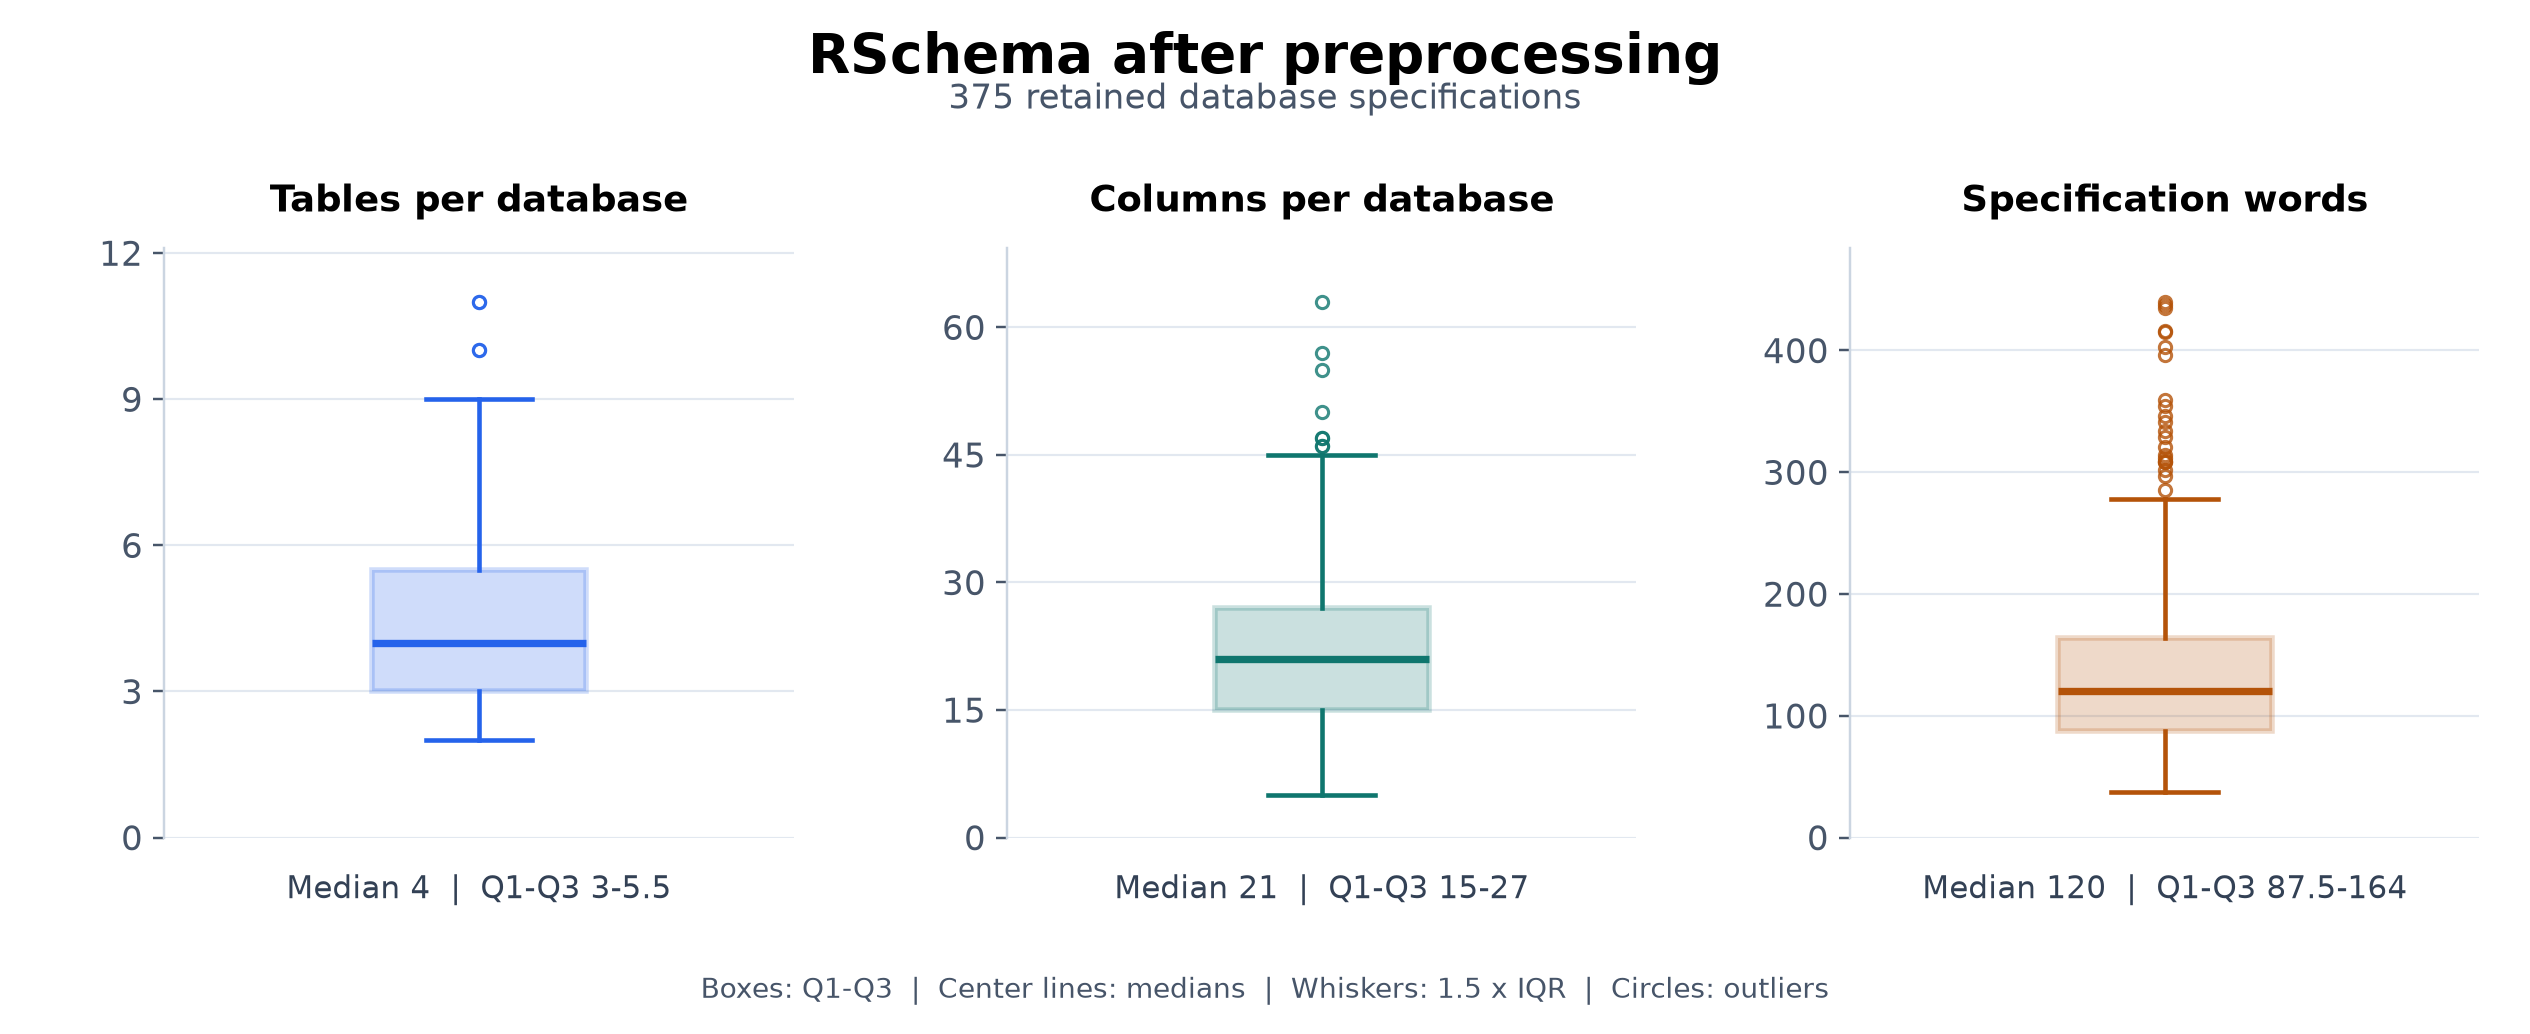 RSchema after preprocessing
375 retained database specifications
Tables per database
12
9
6
3
0
Median 4 | Q1-Q3 3-5.5
Columns per database
60
45
30
15
0
Median 21 | Q1-Q3 15-27
Specification words
400
300
200
100
0
Median 120 | Q1-Q3 87.5-164
Boxes: Q1-Q3 | Center lines: medians | Whiskers: 1.5 x IQR | Circles: outliers